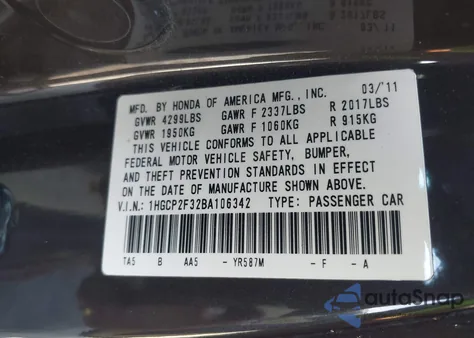 MFD. BY HONDA OF AMERICA MFG., INC. 03/'11
GVWR 4299LBS GAWR F 2337LBS R 2017LBS
GVWR 1950KG GAWR F 1060KG R 915KG
THIS VEHICLE CONFORMS TO ALL APPLICABLE
FEDERAL MOTOR VEHICLE SAFETY, BUMPER,
AND THEFT PREVENTION STANDARDS IN EFFECT
ON THE DATE OF MANUFACTURE SHOWN ABOVE.
V.I.N.: 1HGCP2F32BA106342 TYPE: PASSENGER CAR
TA5 B AA5 - YR587M - F - A
autoSnap